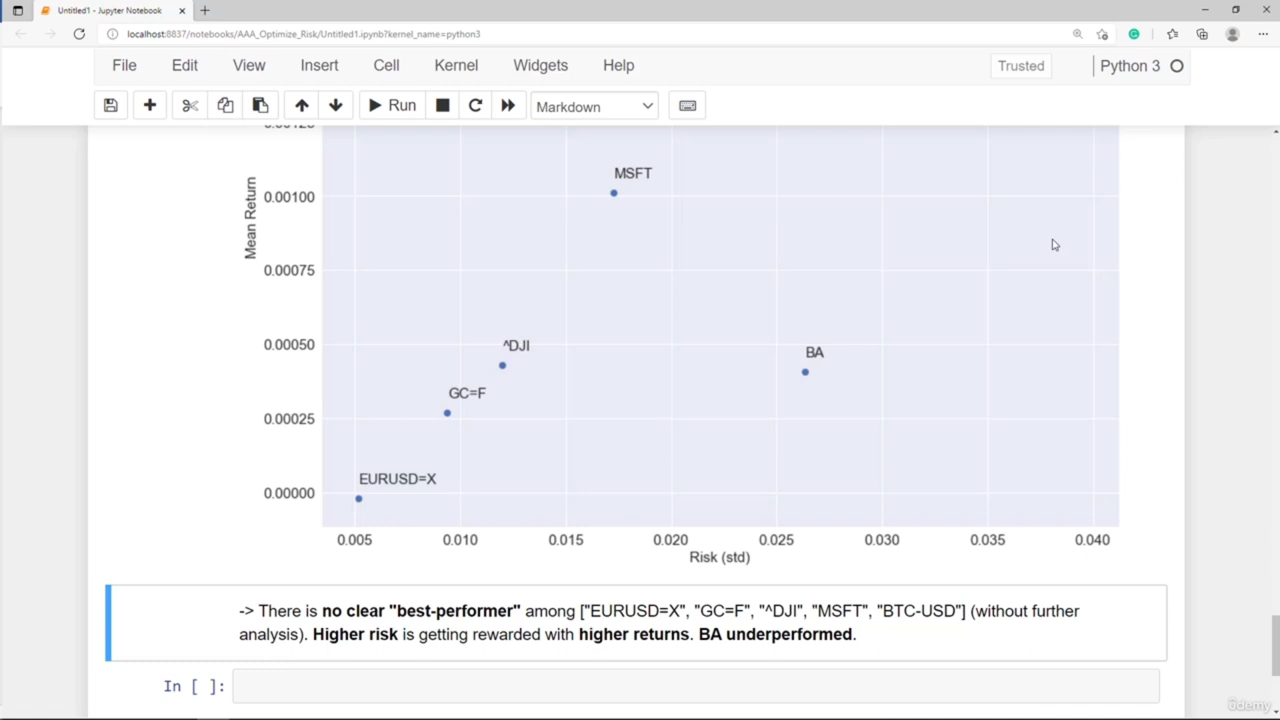 Untitled1 - Jupyter Notebook
localhost:8837/notebooks/AAA_Optimize_Risk/Untitled1.ipynb?kernel_name=python3
File Edit View Insert Cell Kernel Widgets Help Trusted Python 3
Run Markdown
0.00125
MSFT
0.00100
Mean Return
0.00075
^DJI
0.00050
BA
GC=F
0.00025
EURUSD=X
0.00000
0.005 0.010 0.015 0.020 0.025 0.030 0.035 0.040
Risk (std)
-> There is no clear "best-performer" among ["EURUSD=X", "GC=F", "^DJI", "MSFT", "BTC-USD"] (without further
analysis). Higher risk is getting rewarded with higher returns. BA underperformed.
In [ ]:
ûdemy